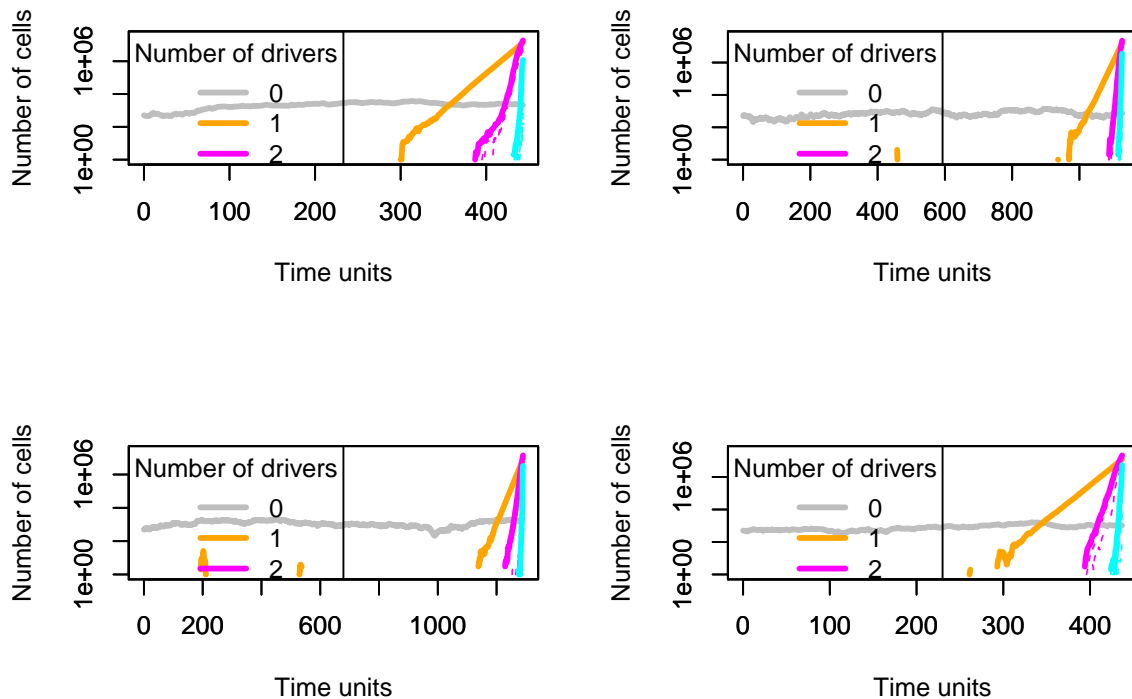 Number of cells
1e+00 1e+06
Number of drivers
0
1
2
0 100 200 300 400
Time units
Number of cells
1e+00 1e+06
Number of drivers
0
1
2
0 200 400 600 800
Time units
Number of cells
1e+00 1e+06
Number of drivers
0
1
2
0 200 600 1000
Time units
Number of cells
1e+00 1e+06
Number of drivers
0
1
2
0 100 200 300 400
Time units